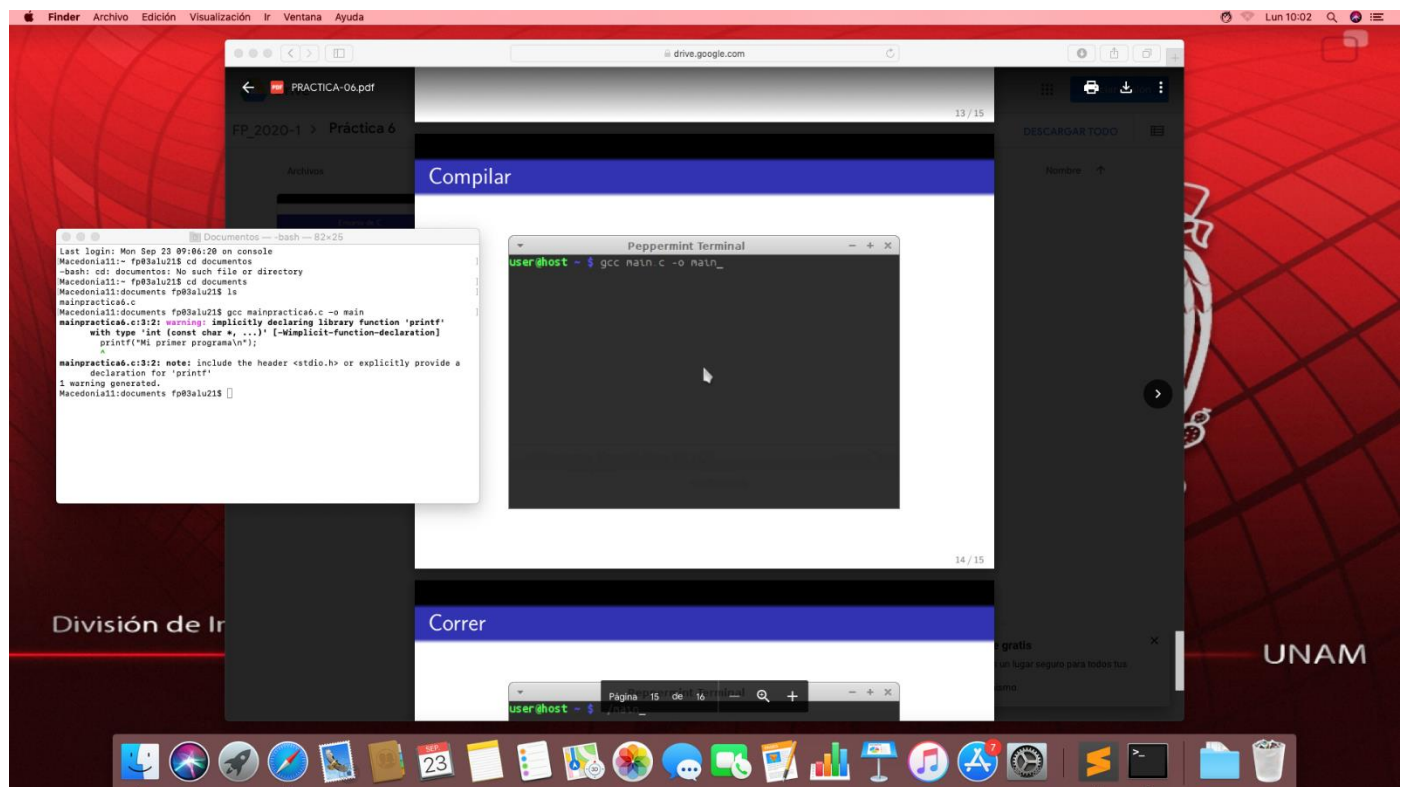 Finder Archivo Edición Visualización Ir Ventana Ayuda
Lun 10:02
drive.google.com
PRACTICA-06.pdf
13 / 15
FP_2020-1 > Práctica 6
DESCARGAR TODO
Archivos
Nombre
Compilar
Documentos — -bash — 82×25
Last login: Mon Sep 23 09:06:20 on console
Macedonia11:~ fp03alu21$ cd documentos
-bash: cd: documentos: No such file or directory
Macedonia11:~ fp03alu21$ cd documents
Macedonia11:documents fp03alu21$ ls
mainpractica6.c
Macedonia11:documents fp03alu21$ gcc mainpractica6.c -o main
mainpractica6.c:3:2: warning: implicitly declaring library function 'printf'
with type 'int (const char *, ...)' [-Wimplicit-function-declaration]
printf("Mi primer programa\n");
^
mainpractica6.c:3:2: note: include the header <stdio.h> or explicitly provide a
declaration for 'printf'
1 warning generated.
Macedonia11:documents fp03alu21$
Peppermint Terminal
user@host ~ $ gcc main.c -o main_
14 / 15
Correr
División de In
UNAM
gratis
un lugar seguro para todos tus
Peppermint Terminal
Página 15 de 16
user@host ~ $ ./main_
SEP.
23
7